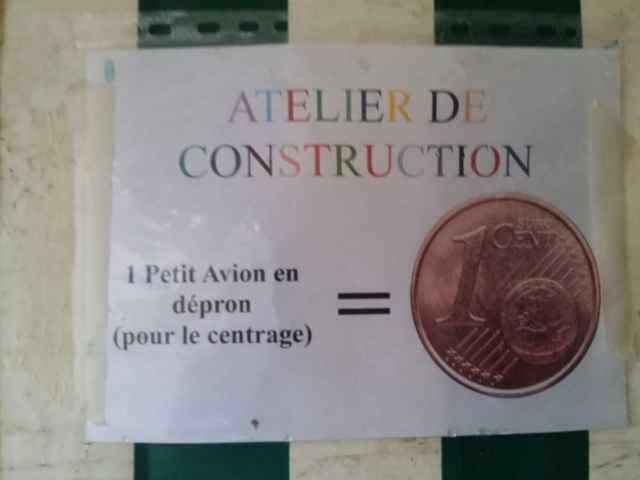 ATELIER DE
CONSTRUCTION
1 Petit Avion en
dépron
(pour le centrage)
=
1 CENT